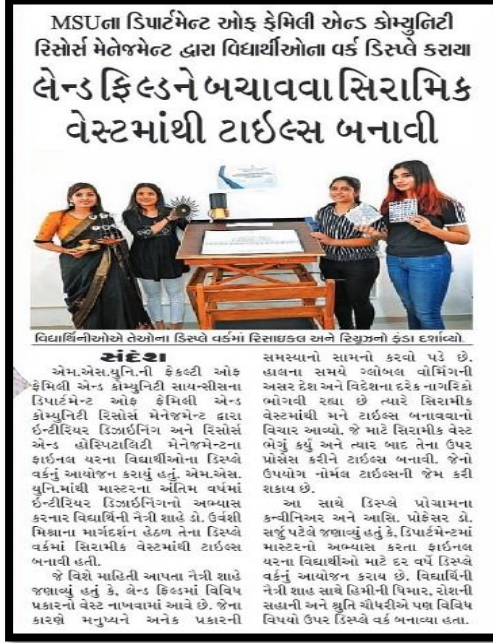 MSUના ડિપાર્ટમેન્ટ ઓફ ફેમિલી એન્ડ કોમ્યુનિટી
રિસોર્સ મેનેજમેન્ટ દ્વારા વિદ્યાર્થીઓના વર્ક ડિસ્પ્લે કરાયા
લેન્ડ ફિલ્ડને બચાવવા સિરામિક
વેસ્ટમાંથી ટાઇલ્સ બનાવી
વિદ્યાર્થિનીઓએ તેઓના ડિસ્પ્લે વર્કમાં રિસાઇકલ અને રિયૂઝનો ફંડા દર્શાવ્યો.
સંદેશ
એમ.એસ.યુનિ.ની ફેકલ્ટી ઓફ
ફેમિલી એન્ડ કોમ્યુનિટી સાયન્સીસના
ડિપાર્ટમેન્ટ ઓફ ફેમિલી એન્ડ
કોમ્યુનિટી રિસોર્સ મેનેજમેન્ટ દ્વારા
ઇન્ટીરિયર ડિઝાઇનિંગ અને રિસોર્સ
એન્ડ હોસ્પિટાલિટી મેનેજમેન્ટના
ફાઇનલ યરના વિદ્યાર્થીઓના ડિસ્પ્લે
વર્કનું આયોજન કરાયું હતું. એમ.એસ.
યુનિ.માંથી માસ્ટરના અંતિમ વર્ષમાં
ઇન્ટીરિયર ડિઝાઇનિંગનો અભ્યાસ
કરનાર વિદ્યાર્થિની નૈત્રી શાહે ડો. ઉર્વશી
મિશ્રાના માર્ગદર્શન હેઠળ તેના ડિસ્પ્લે
વર્કમાં સિરામીક વેસ્ટમાંથી ટાઇલ્સ
બનાવી હતી.
જે વિશે માહિતી આપતા નૈત્રી શાહે
જણાવ્યું હતું કે, લેન્ડ ફિલ્ડમાં વિવિધ
પ્રકારનો વેસ્ટ નાખવામાં આવે છે. જેના
કારણે મનુષ્યને અનેક પ્રકારની
સમસ્યાનો સામનો કરવો પડે છે.
હાલના સમયે ગ્લોબલ વોર્મિંગની
અસર દેશ અને વિદેશના દરેક નાગરિકો
ભોગવી રહ્યા છે ત્યારે સિરામીક
વેસ્ટમાંથી મને ટાઇલ્સ બનાવવાનો
વિચાર આવ્યો. જે માટે સિરામીક વેસ્ટ
ભેગું કર્યું અને ત્યાર બાદ તેના ઉપર
પ્રોસેસ કરીને ટાઇલ્સ બનાવી. જેનો
ઉપયોગ નોર્મલ ટાઇલ્સની જેમ કરી
શકાય છે.
આ સાથે ડિસ્પ્લે પ્રોગ્રામના
કન્વીનિઅર અને આસિ. પ્રોફેસર ડો.
સર્જુ પટેલે જણાવ્યું હતું કે, ડિપાર્ટમેન્ટમાં
માસ્ટરનો અભ્યાસ કરતા ફાઇનલ
યરના વિદ્યાર્થીઓ માટે દર વર્ષે ડિસ્પ્લે
વર્કનું આયોજન કરાય છે. વિદ્યાર્થિની
નૈત્રી શાહ સાથે હિમીની ધિમાર, રોશની
સહાની અને શ્રુતિ ચૌધરીએ પણ વિવિધ
વિષયો ઉપર ડિસ્પ્લે વર્ક બનાવ્યા હતા.